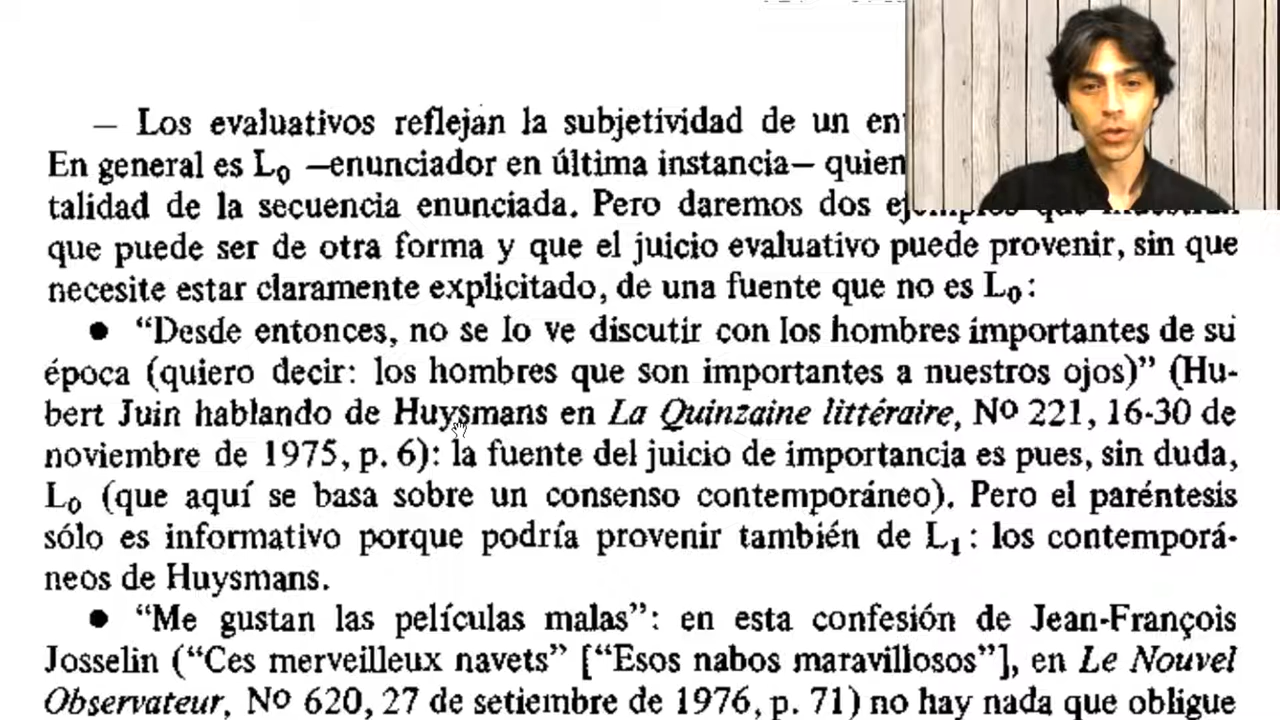 — Los evaluativos reflejan la subjetividad de un
En general es L₀ —enunciador en última instancia— quien
talidad de la secuencia enunciada. Pero daremos dos ejemplos que muestran
que puede ser de otra forma y que el juicio evaluativo puede provenir, sin que
necesite estar claramente explicitado, de una fuente que no es L₀:
● “Desde entonces, no se lo ve discutir con los hombres importantes de su
época (quiero decir: los hombres que son importantes a nuestros ojos)” (Hu-
bert Juin hablando de Huysmans en La Quinzaine littéraire, Nº 221, 16-30 de
noviembre de 1975, p. 6): la fuente del juicio de importancia es pues, sin duda,
L₀ (que aquí se basa sobre un consenso contemporáneo). Pero el paréntesis
sólo es informativo porque podría provenir también de L₁: los contemporá-
neos de Huysmans.
● “Me gustan las películas malas”: en esta confesión de Jean-François
Josselin (“Ces merveilleux navets” [“Esos nabos maravillosos”], en Le Nouvel
Observateur, Nº 620, 27 de setiembre de 1976, p. 71) no hay nada que obligue